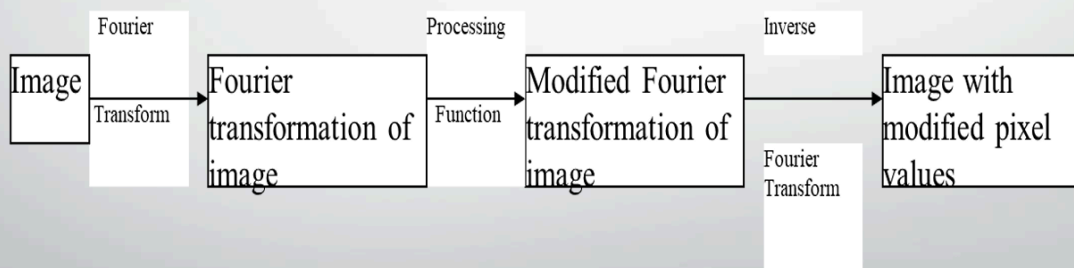 Image
Fourier
Transform
Fourier
transformation of
image
Processing
Function
Modified Fourier
transformation of
image
Inverse
Fourier
Transform
Image with
modified pixel
values